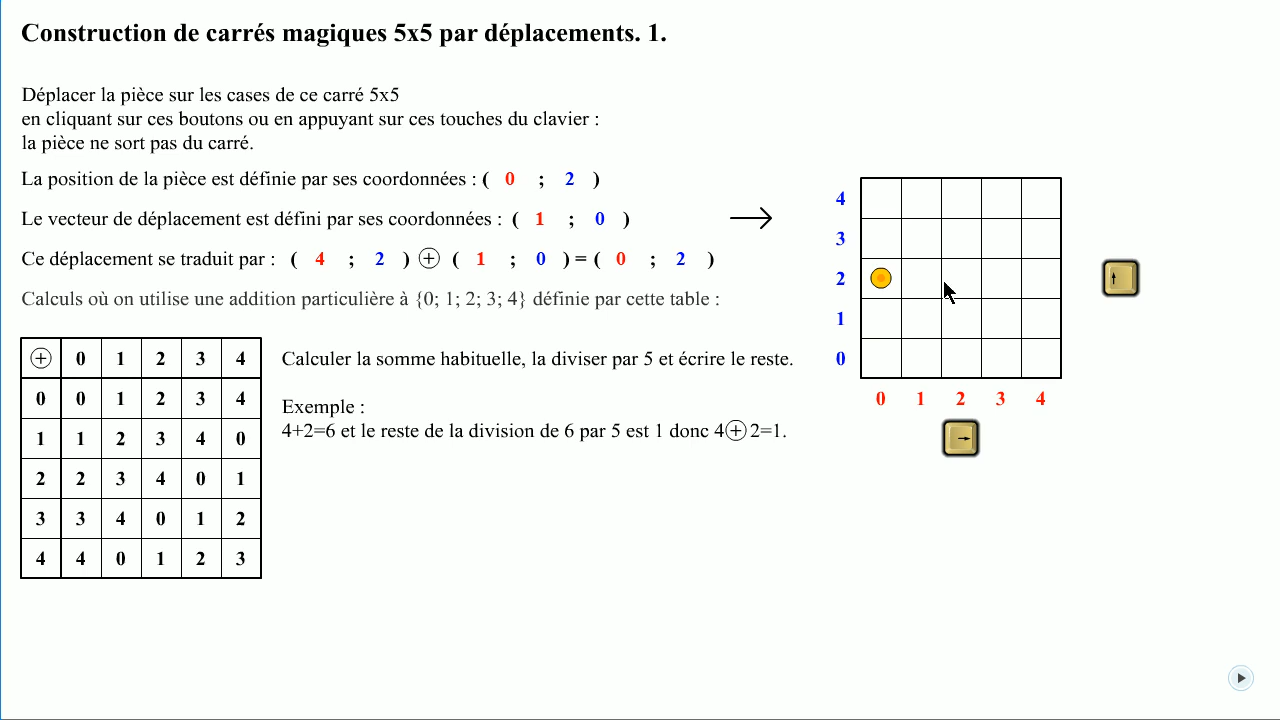 Construction de carrés magiques 5x5 par déplacements. 1.
Déplacer la pièce sur les cases de ce carré 5x5
en cliquant sur ces boutons ou en appuyant sur ces touches du clavier :
la pièce ne sort pas du carré.
La position de la pièce est définie par ses coordonnées : ( 0 ; 2 )
Le vecteur de déplacement est défini par ses coordonnées : ( 1 ; 0 )
Ce déplacement se traduit par : ( 4 ; 2 ) ⊕ ( 1 ; 0 ) = ( 0 ; 2 )
Calculs où on utilise une addition particulière à {0; 1; 2; 3; 4} définie par cette table :
⊕ 0 1 2 3 4
0 0 1 2 3 4
1 1 2 3 4 0
2 2 3 4 0 1
3 3 4 0 1 2
4 4 0 1 2 3
Calculer la somme habituelle, la diviser par 5 et écrire le reste.
Exemple :
4+2=6 et le reste de la division de 6 par 5 est 1 donc 4⊕2=1.
4
3
2
1
0
0 1 2 3 4